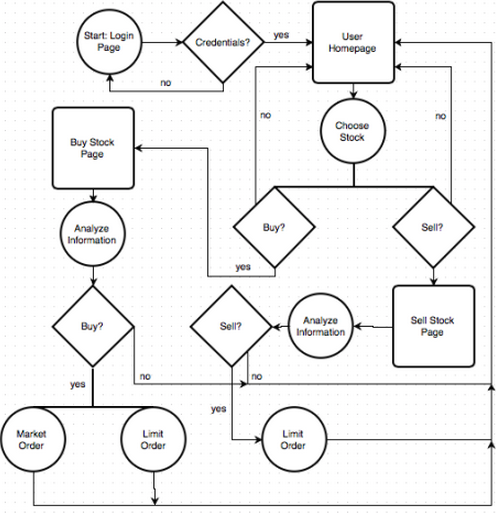 Start: Login
Page
Credentials?
yes
no
User
Homepage
Choose
Stock
no
no
Buy Stock
Page
Buy?
Sell?
yes
Analyze
Information
Buy?
Sell?
Analyze
Information
Sell Stock
Page
no
no
yes
yes
Market
Order
Limit
Order
Limit
Order